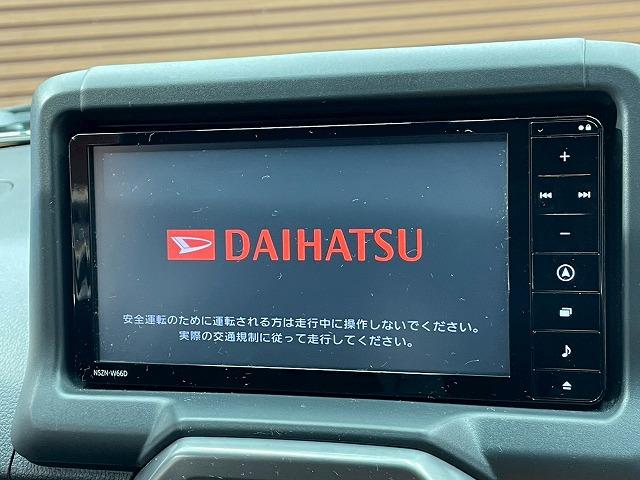 DAIHATSU
安全運転のために運転される方は走行中に操作しないでください。
実際の交通規制に従って走行してください。
NSZN-W66D